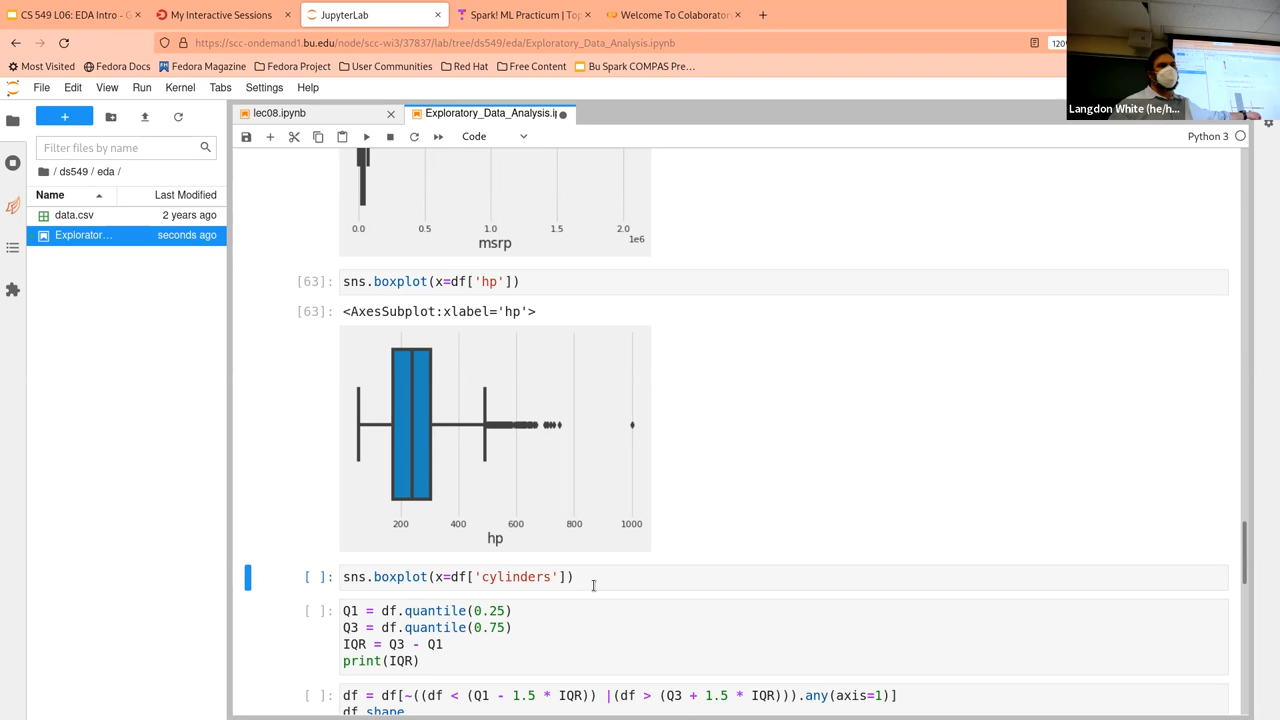 CS 549 L06: EDA Intro - G
My Interactive Sessions
JupyterLab
Spark! ML Practicum | Top
Welcome To Colaborator
https://scc-ondemand1.bu.edu/node/scc-wi3/37837/lab/tree/ds549/eda/Exploratory_Data_Analysis.ipynb
120%
Most Visited
Fedora Docs
Fedora Magazine
Fedora Project
User Communities
Red Hat
Free Content
Bu Spark COMPAS Pre…
Langdon White (he/h...
File Edit View Run Kernel Tabs Settings Help
lec08.ipynb
Exploratory_Data_Analysis.ip
Code
Python 3
Filter files by name
/ ds549 / eda /
Name
Last Modified
data.csv
2 years ago
Explorator…
seconds ago
0.0 0.5 1.0 1.5 2.0
1e6
msrp
[63]:
sns.boxplot(x=df['hp'])
[63]:
<AxesSubplot:xlabel='hp'>
200 400 600 800 1000
hp
[ ]:
sns.boxplot(x=df['cylinders'])
[ ]:
Q1 = df.quantile(0.25)
Q3 = df.quantile(0.75)
IQR = Q3 - Q1
print(IQR)
[ ]:
df = df[~((df < (Q1 - 1.5 * IQR)) |(df > (Q3 + 1.5 * IQR))).any(axis=1)]
df.shape